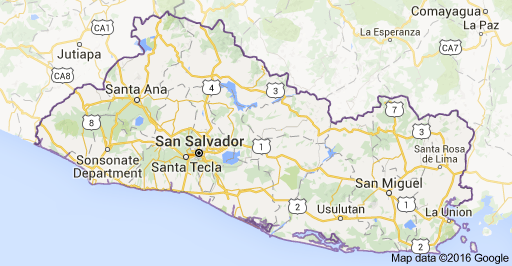 Comayagua
La Paz
CA1
Jutiapa
La Esperanza
CA7
CA8
4
3
Santa Ana
7
8
3
San Salvador
1
Santa Rosa
de Lima
Sonsonate
Department
Santa Tecla
San Miguel
1
2
Usulutan
La Union
2
Map data ©2016 Google